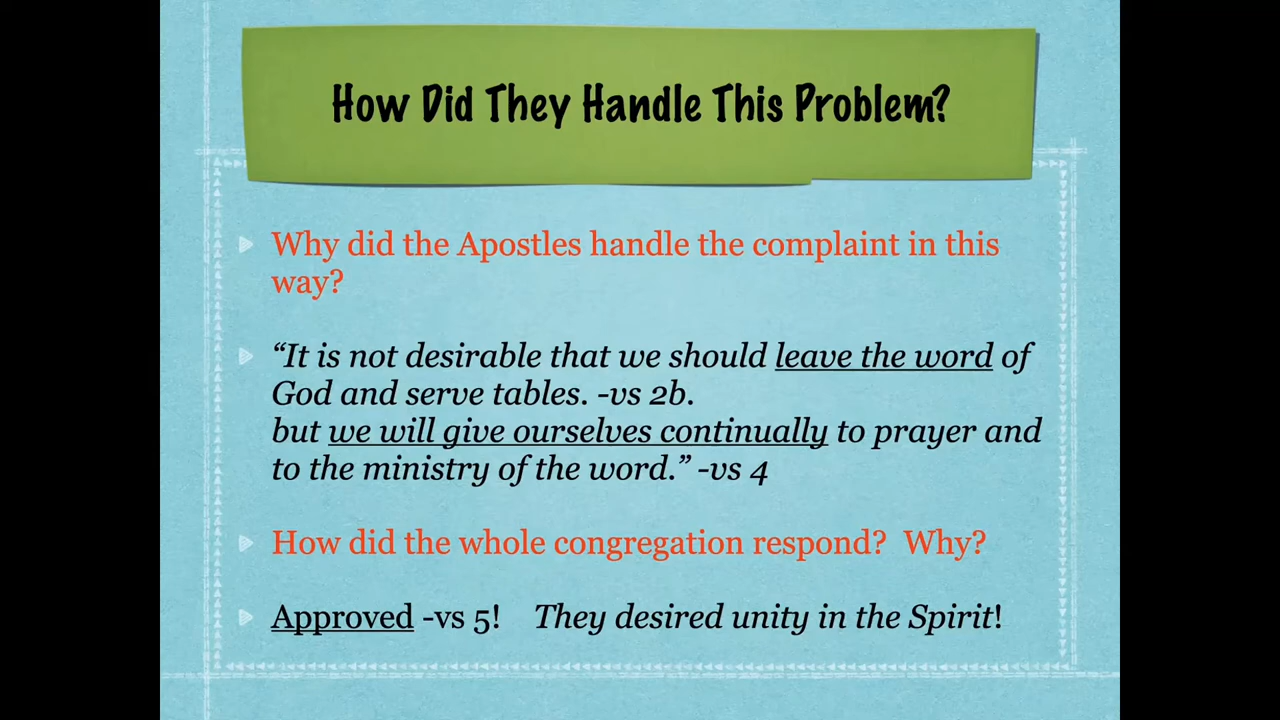 How Did They Handle This Problem?
Why did the Apostles handle the complaint in this
way?
“It is not desirable that we should leave the word of
God and serve tables. -vs 2b.
but we will give ourselves continually to prayer and
to the ministry of the word.” -vs 4
How did the whole congregation respond?  Why?
Approved -vs 5!    They desired unity in the Spirit!